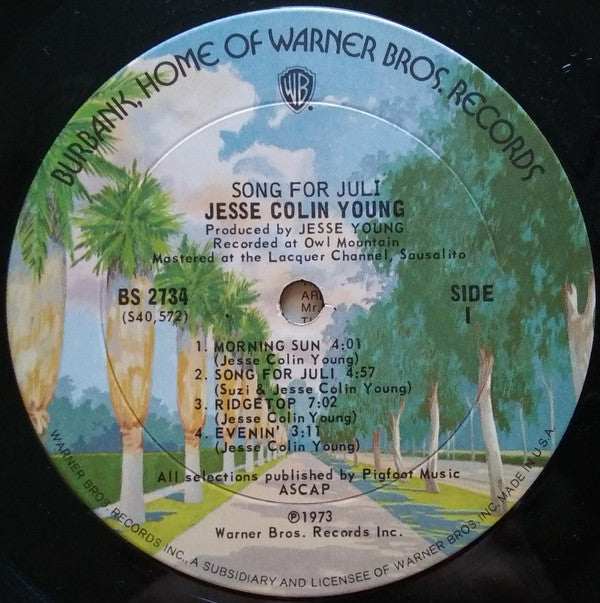 BURBANK, HOME OF WARNER BROS. RECORDS
WB
SONG FOR JULI
JESSE COLIN YOUNG
Produced by JESSE YOUNG
Recorded at Owl Mountain
Mastered at the Lacquer Channel, Sausalito
BS 2734
(S40,572)
SIDE
1
1. MORNING SUN 4:01
(Jesse Colin Young)
2. SONG FOR JULI 4:57
(Suzi & Jesse Colin Young)
3. RIDGETOP 7:02
(Jesse Colin Young)
4. EVENIN' 3:11
(Jesse Colin Young)
All selections published by Pigfoot Music
ASCAP
℗1973
Warner Bros. Records Inc.
WARNER BROS. RECORDS INC., A SUBSIDIARY AND LICENSEE OF WARNER BROS. INC. MADE IN U.S.A.